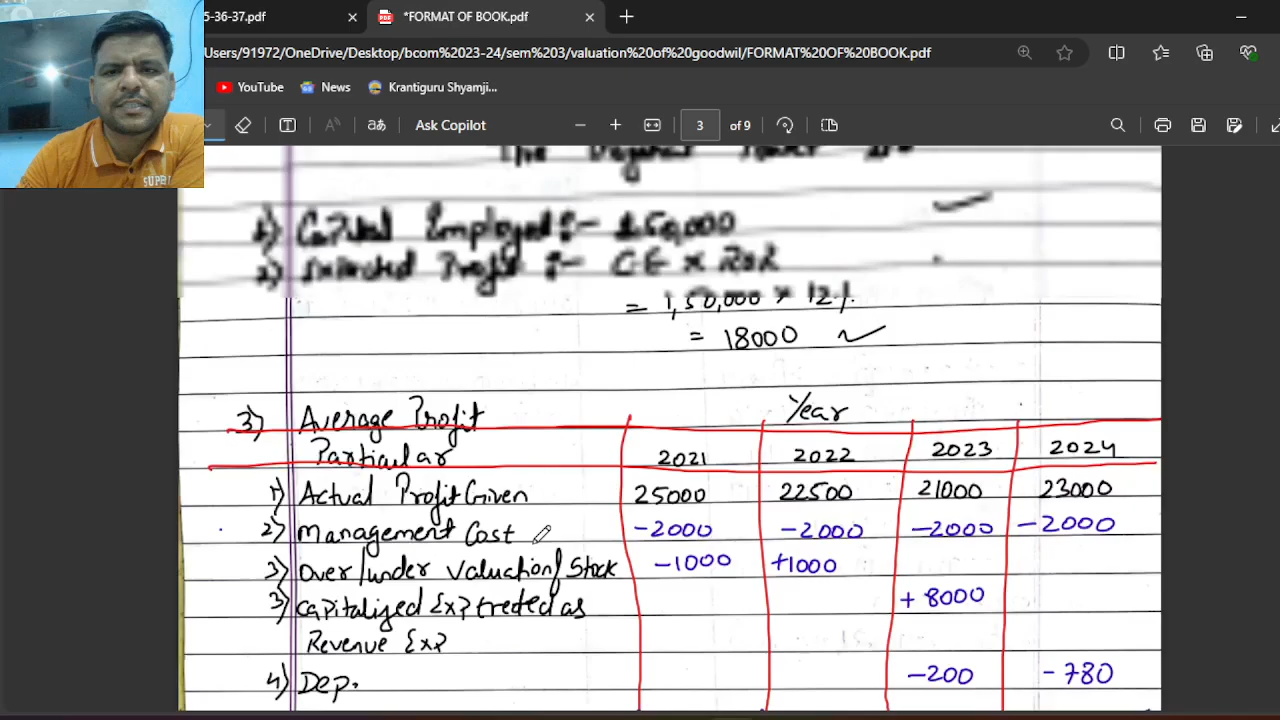 5-36-37.pdf
*FORMAT OF BOOK.pdf
Users/91972/OneDrive/Desktop/bcom%2023-24/sem%203/valuation%20of%20goodwil/FORMAT%20OF%20BOOK.pdf
YouTube News Krantiguru Shyamji...
Ask Copilot 3 of 9
SUPR
1) Capital Employed :- 1,50,000
2) Expected Profit :- CE × ROR
= 1,50,000 × 12%
= 18000
3) Average Profit Year
Particular 2021 2022 2023 2024
1) Actual Profit Given 25000 22500 21000 23000
2) Management Cost -2000 -2000 -2000 -2000
3) Over/under valuation of Stock -1000 +1000
3) Capitalized Exp treted as +8000
Revenue Exp
4) Dep. -200 -780